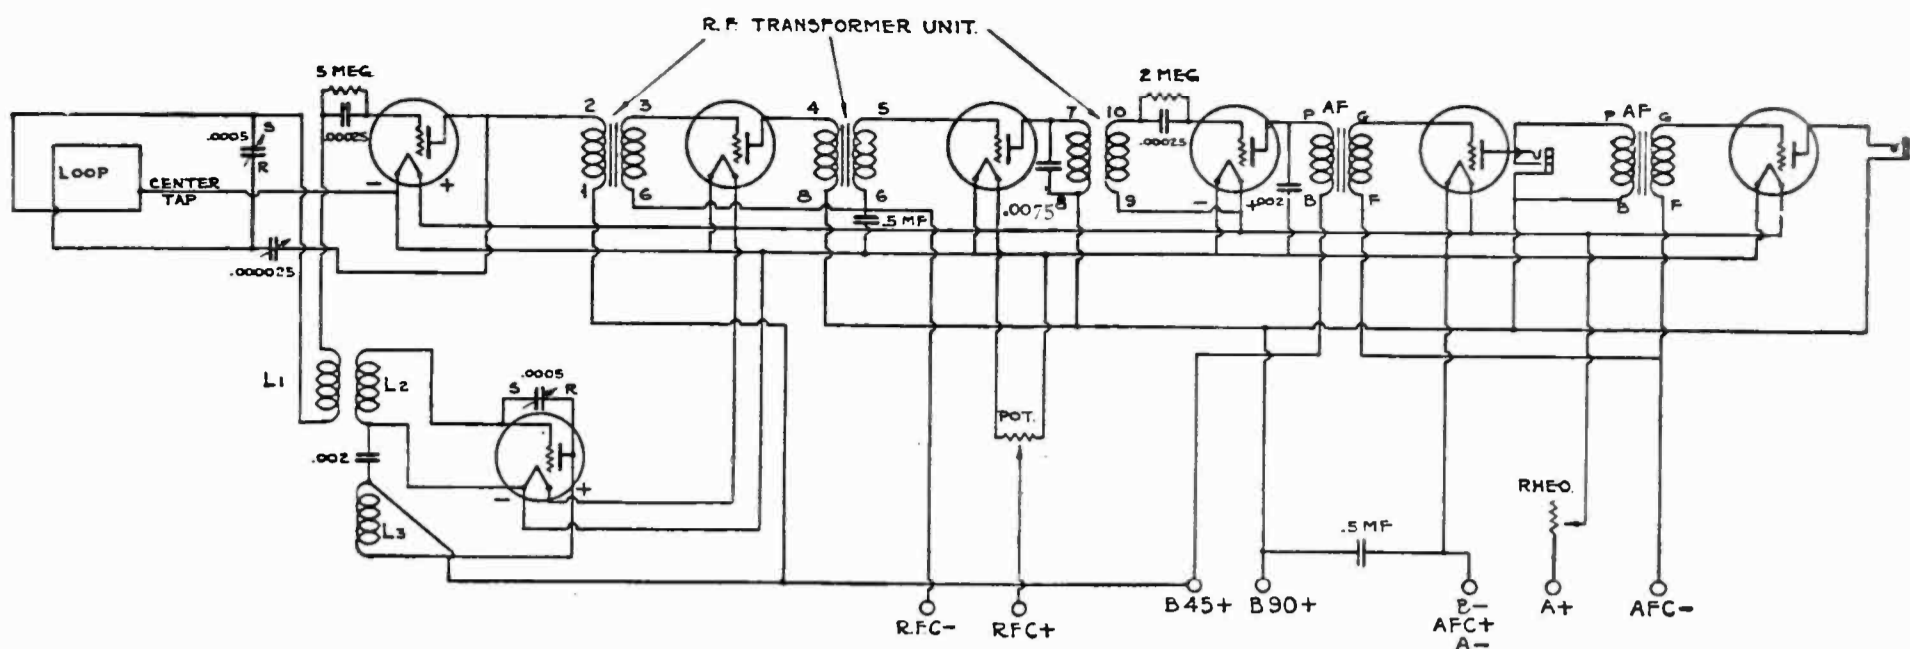 R.F. TRANSFORMER UNIT.
5 MEG.
2 MEG
.00025
.0005
S
R
LOOP
CENTER
TAP
.000025
- +
2 3
1 6
4 5
8 6
.5 MF
7 10
8 9
.0075
.00025
- +
.002
P AF G
B F
P AF G
B F
L1
L2
L3
.002
.0005
S R
- +
POT.
RHEO.
.5 MF
RFC-
RFC+
B45+
B90+
B-
AFC+
A-
A+
AFC-